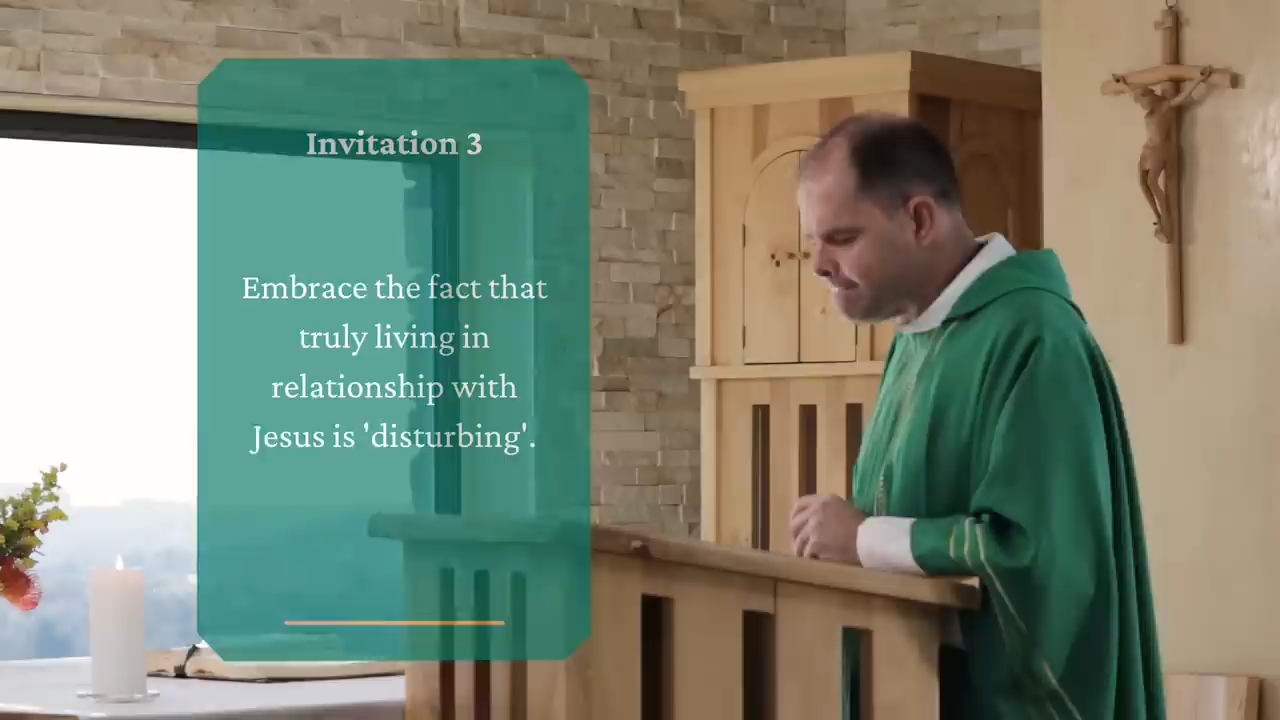 Invitation 3
Embrace the fact that
truly living in
relationship with
Jesus is 'disturbing'.